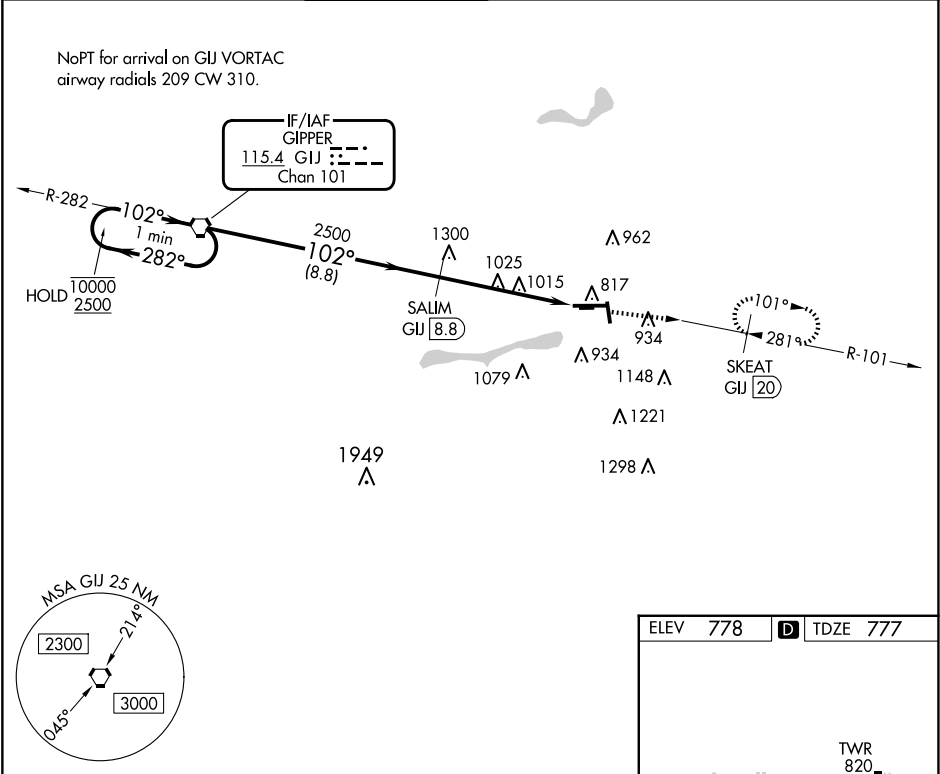 NoPT for arrival on GIJ VORTAC
airway radials 209 CW 310.
IF/IAF
GIPPER
115.4 GIJ
Chan 101
R-282
102°
1 min
282°
HOLD 10000
2500
2500
102°
(8.8)
1300
1025
1015
962
817
SALIM
GIJ 8.8
934
934
1079
1148
1221
1298
1949
101°
281°
R-101
SKEAT
GIJ 20
MSA GIJ 25 NM
214°
2300
3000
045°
ELEV 778 D TDZE 777
TWR
820